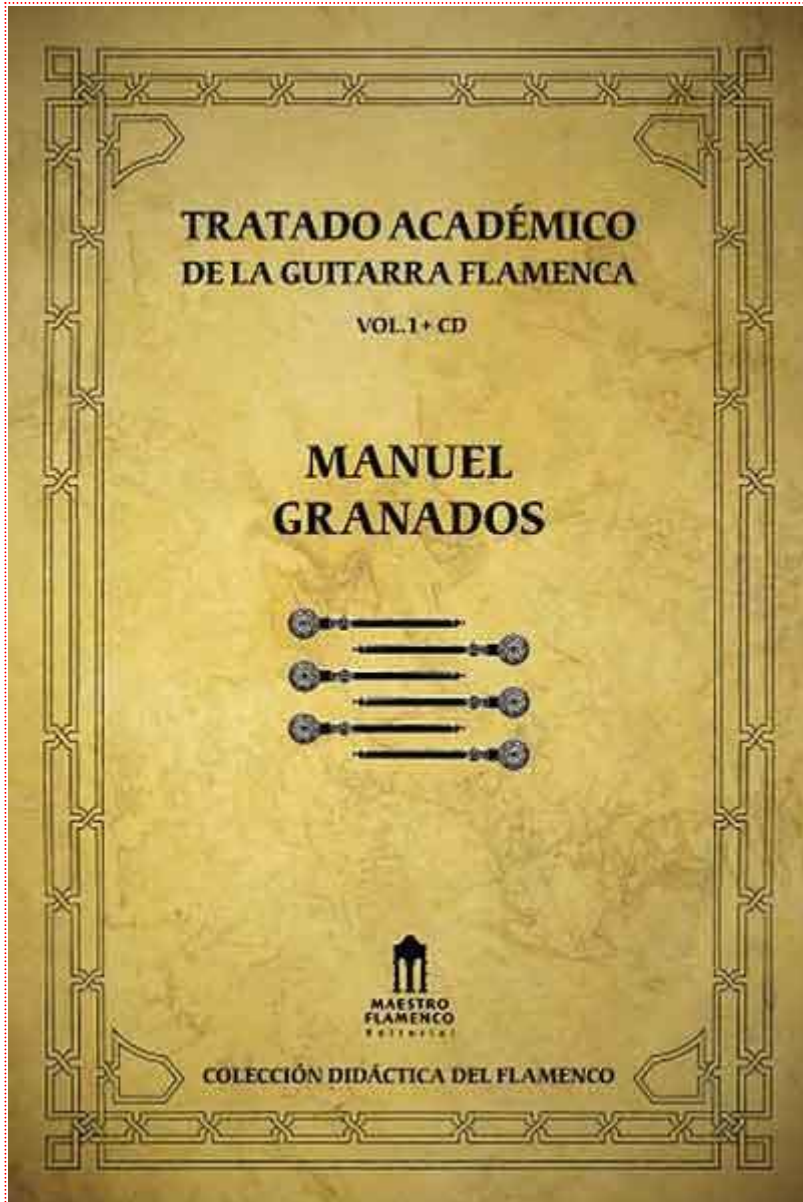 TRATADO ACADÉMICO
DE LA GUITARRA FLAMENCA
VOL.1+ CD
MANUEL
GRANADOS
MAESTRO
FLAMENCO
Editorial
COLECCIÓN DIDÁCTICA DEL FLAMENCO